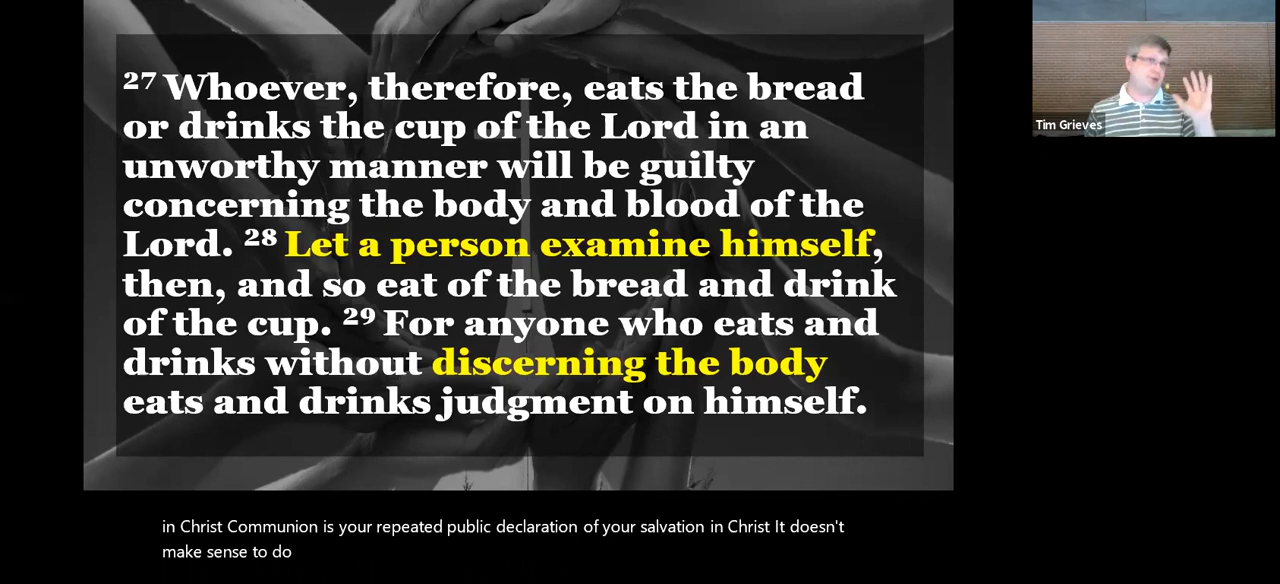 27 Whoever, therefore, eats the bread
or drinks the cup of the Lord in an
unworthy manner will be guilty
concerning the body and blood of the
Lord. 28 Let a person examine himself,
then, and so eat of the bread and drink
of the cup. 29 For anyone who eats and
drinks without discerning the body
eats and drinks judgment on himself.
Tim Grieves
in Christ Communion is your repeated public declaration of your salvation in Christ It doesn't
make sense to do